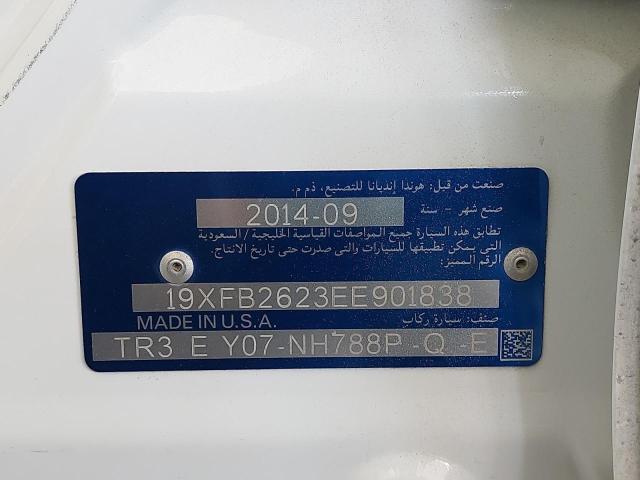 صنعت من قبل: هوندا إنديانا للتصنيع، ذ م م.
صنع شهر - سنة 2014-09
تطابق هذه السيارة جميع المواصفات القياسية الخليجية / السعودية
التي يمكن تطبيقها للسيارات والتي صدرت حتى تاريخ الانتاج.
الرقم المميز:
19XFB2623EE901838
صنف: سيارة ركاب MADE IN U.S.A.
TR3 E Y07-NH788P -Q -E